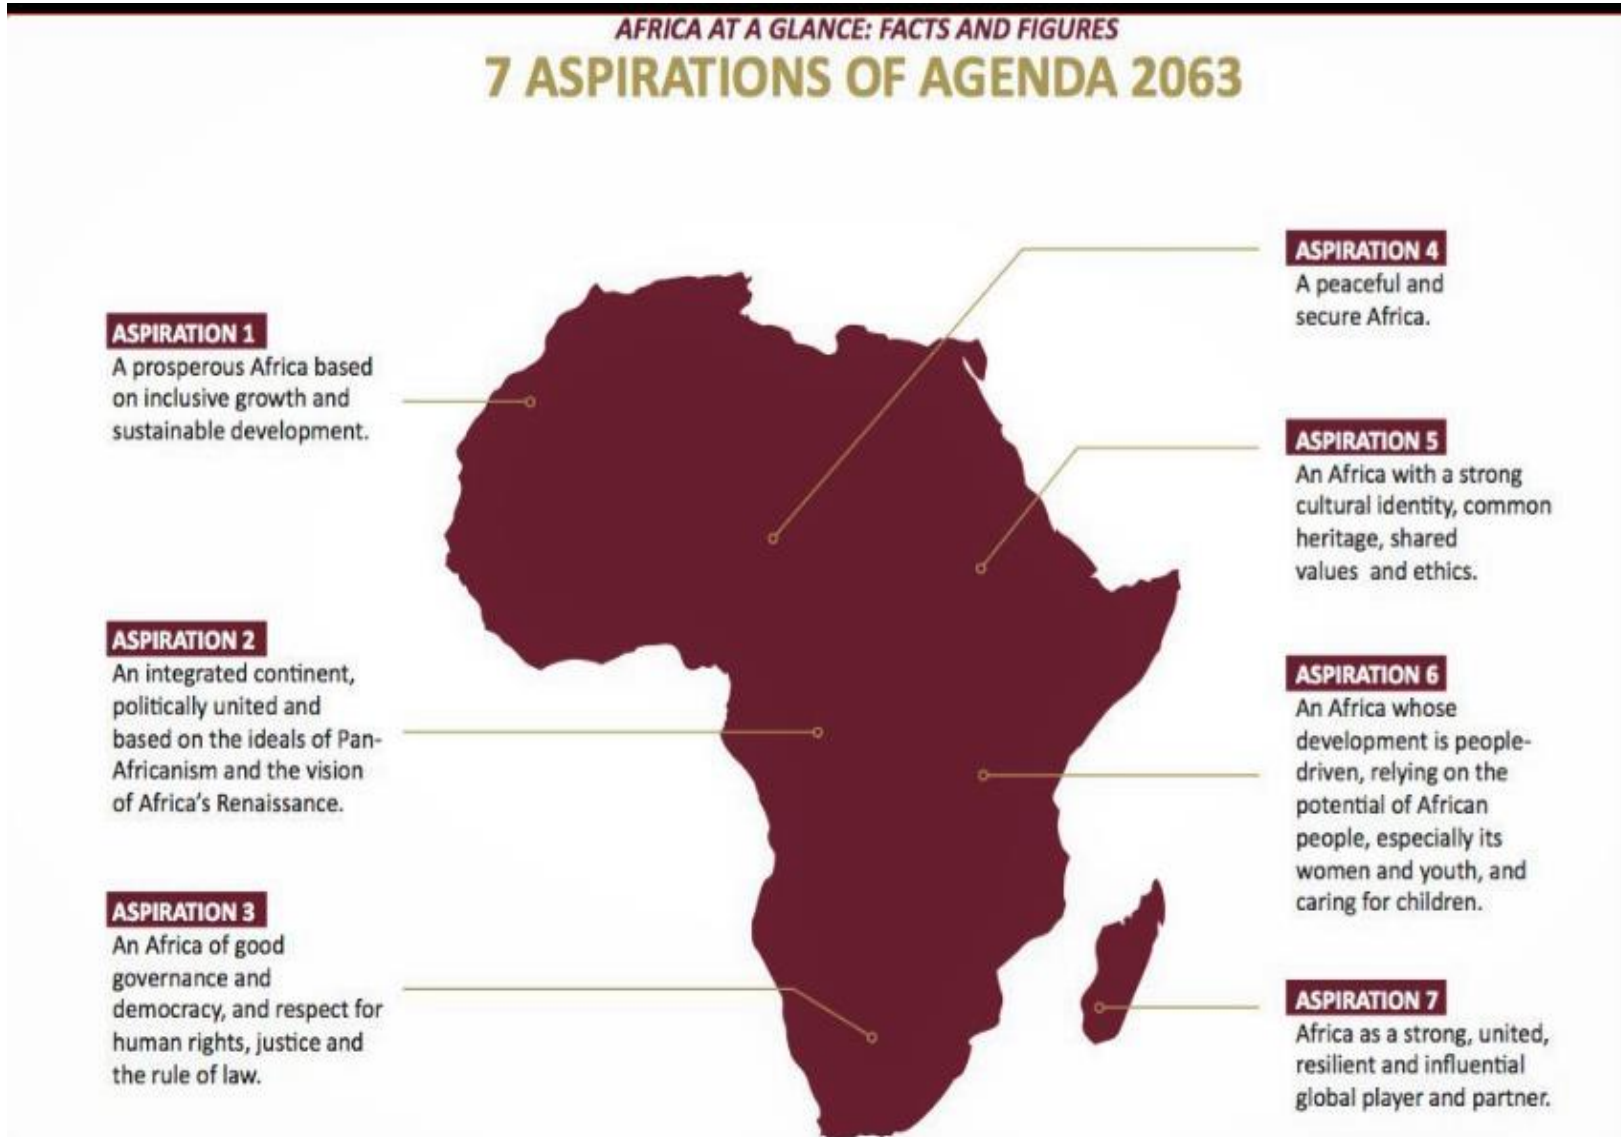 AFRICA AT A GLANCE: FACTS AND FIGURES
7 ASPIRATIONS OF AGENDA 2063
ASPIRATION 1
A prosperous Africa based
on inclusive growth and
sustainable development.
ASPIRATION 2
An integrated continent,
politically united and
based on the ideals of Pan-
Africanism and the vision
of Africa’s Renaissance.
ASPIRATION 3
An Africa of good
governance and
democracy, and respect for
human rights, justice and
the rule of law.
ASPIRATION 4
A peaceful and
secure Africa.
ASPIRATION 5
An Africa with a strong
cultural identity, common
heritage, shared
values and ethics.
ASPIRATION 6
An Africa whose
development is people-
driven, relying on the
potential of African
people, especially its
women and youth, and
caring for children.
ASPIRATION 7
Africa as a strong, united,
resilient and influential
global player and partner.